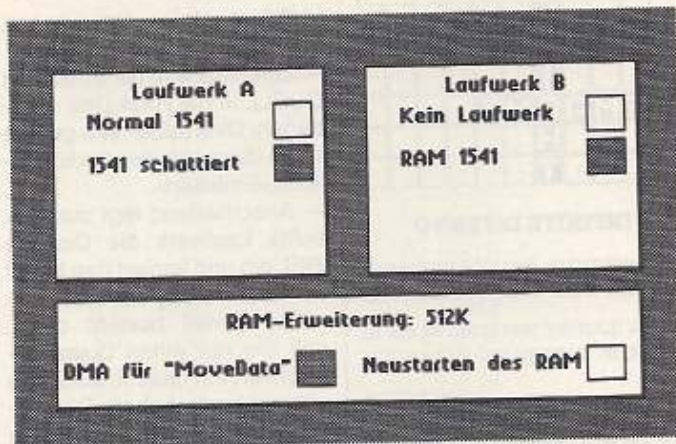 Laufwerk A
Normal 1541
1541 schattiert
Laufwerk B
Kein Laufwerk
RAM 1541
RAM-Erweiterung: 512K
DMA für "MoveData"
Neustarten des RAM